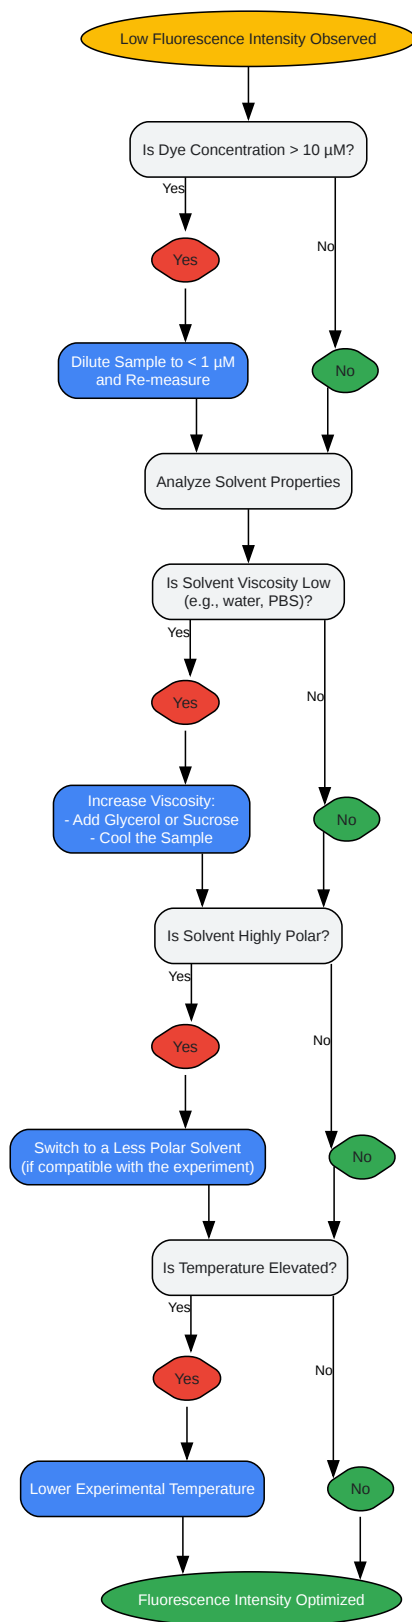 Low Fluorescence Intensity Observed
Is Dye Concentration > 10 µM?
Yes
No
Yes
Dilute Sample to < 1 µM
and Re-measure
No
Analyze Solvent Properties
Is Solvent Viscosity Low
(e.g., water, PBS)?
Yes
No
Yes
Increase Viscosity:
- Add Glycerol or Sucrose
- Cool the Sample
No
Is Solvent Highly Polar?
Yes
No
Yes
Switch to a Less Polar Solvent
(if compatible with the experiment)
No
Is Temperature Elevated?
Yes
No
Yes
Lower Experimental Temperature
No
Fluorescence Intensity Optimized